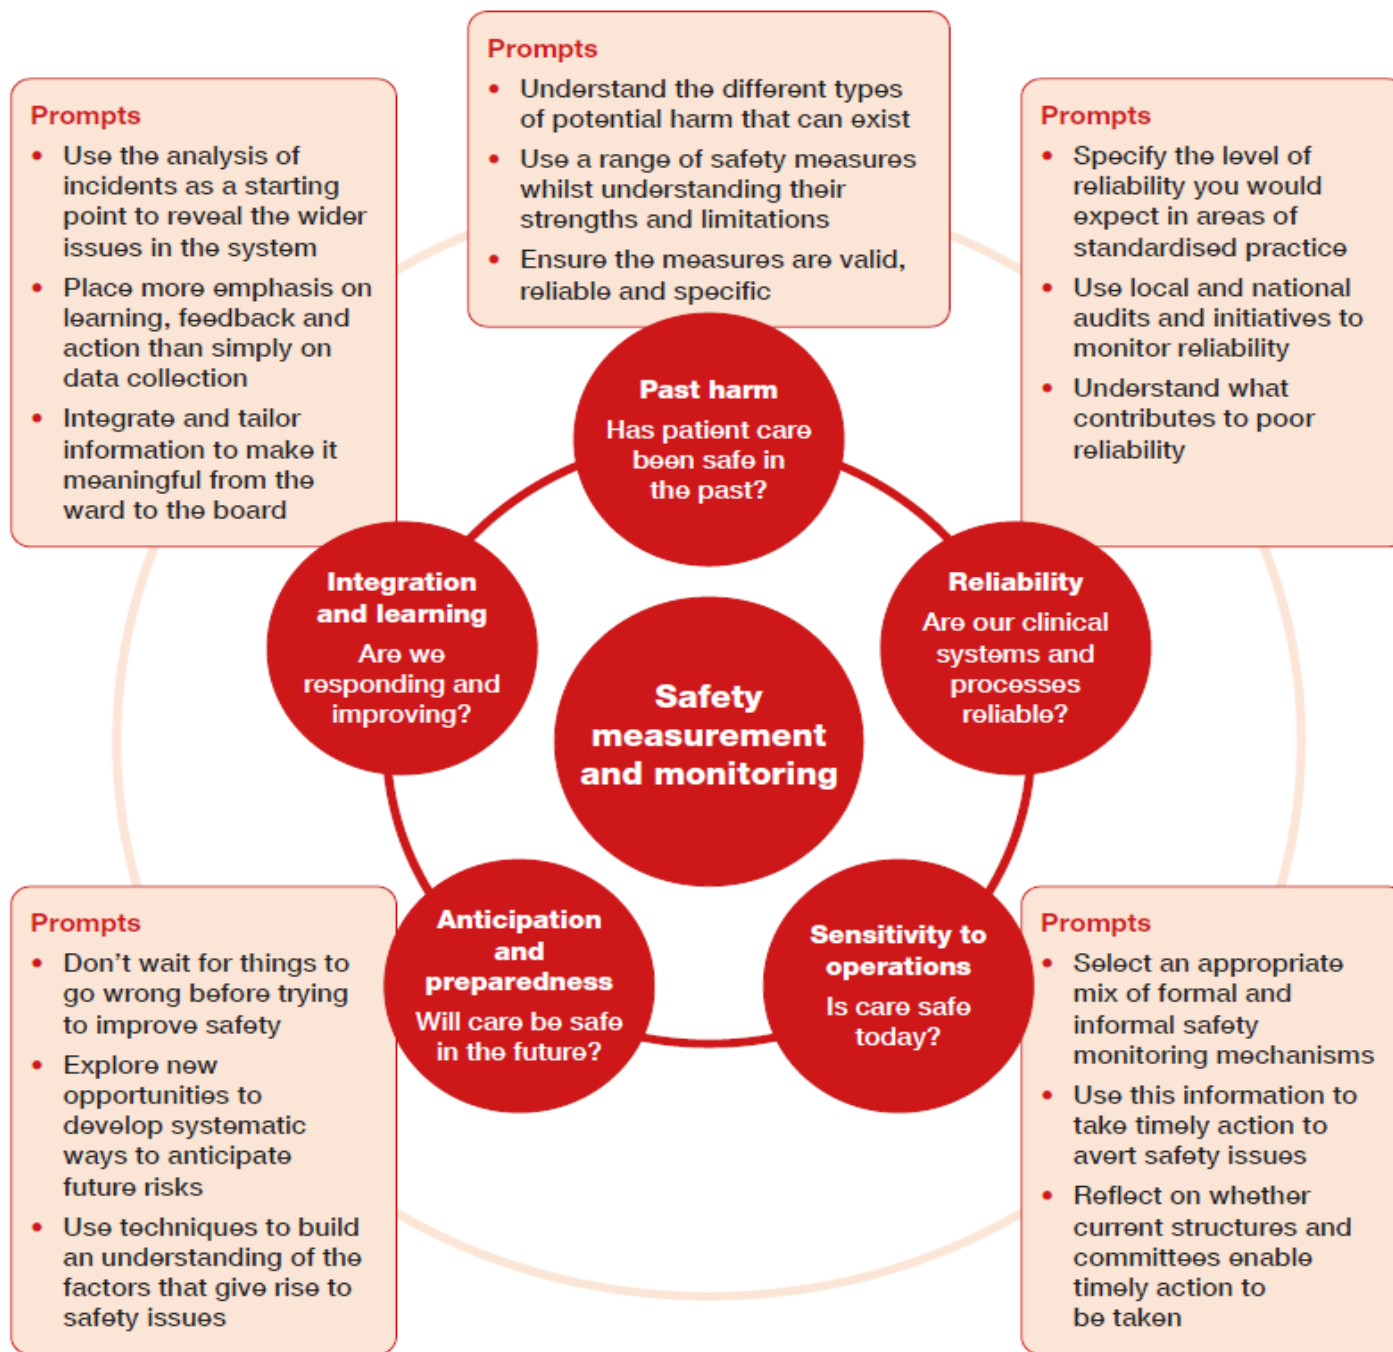 Prompts
• Understand the different types
of potential harm that can exist
• Use a range of safety measures
whilst understanding their
strengths and limitations
• Ensure the measures are valid,
reliable and specific
Prompts
• Use the analysis of
incidents as a starting
point to reveal the wider
issues in the system
• Place more emphasis on
learning, feedback and
action than simply on
data collection
• Integrate and tailor
information to make it
meaningful from the
ward to the board
Prompts
• Specify the level of
reliability you would
expect in areas of
standardised practice
• Use local and national
audits and initiatives to
monitor reliability
• Understand what
contributes to poor
reliability
Past harm
Has patient care
been safe in
the past?
Integration
and learning
Are we
responding and
improving?
Reliability
Are our clinical
systems and
processes
reliable?
Safety
measurement
and monitoring
Anticipation
and
preparedness
Will care be safe
in the future?
Sensitivity to
operations
Is care safe
today?
Prompts
• Don't wait for things to
go wrong before trying
to improve safety
• Explore new
opportunities to
develop systematic
ways to anticipate
future risks
• Use techniques to build
an understanding of the
factors that give rise to
safety issues
Prompts
• Select an appropriate
mix of formal and
informal safety
monitoring mechanisms
• Use this information to
take timely action to
avert safety issues
• Reflect on whether
current structures and
committees enable
timely action to
be taken